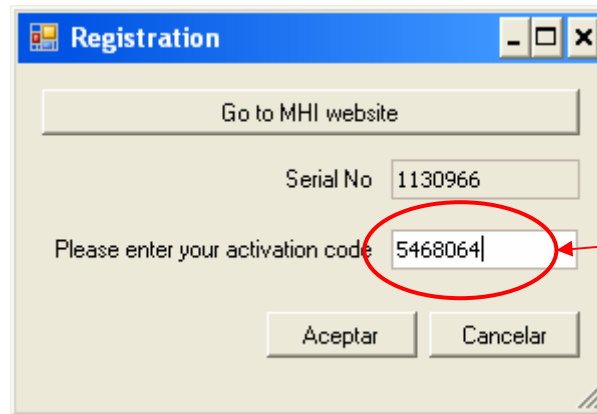 Registration
Go to MHI website
Serial No 1130966
Please enter your activation code 5468064
Aceptar Cancelar